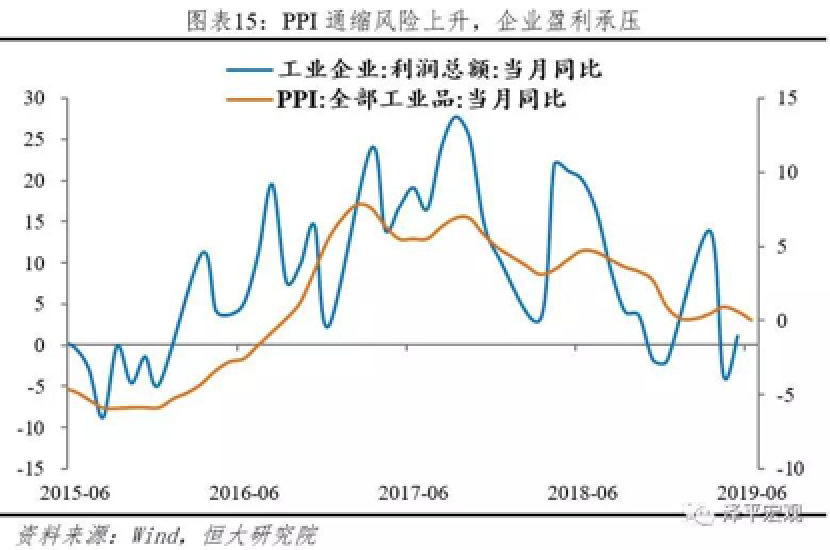 图表15：PPI 通缩风险上升，企业盈利承压
工业企业:利润总额:当月同比
PPI:全部工业品:当月同比
30
25
20
15
10
5
0
-5
-10
-15
15
10
5
0
-5
-10
2015-06 2016-06 2017-06 2018-06 2019-06
泽平宏观
资料来源：Wind，恒大研究院